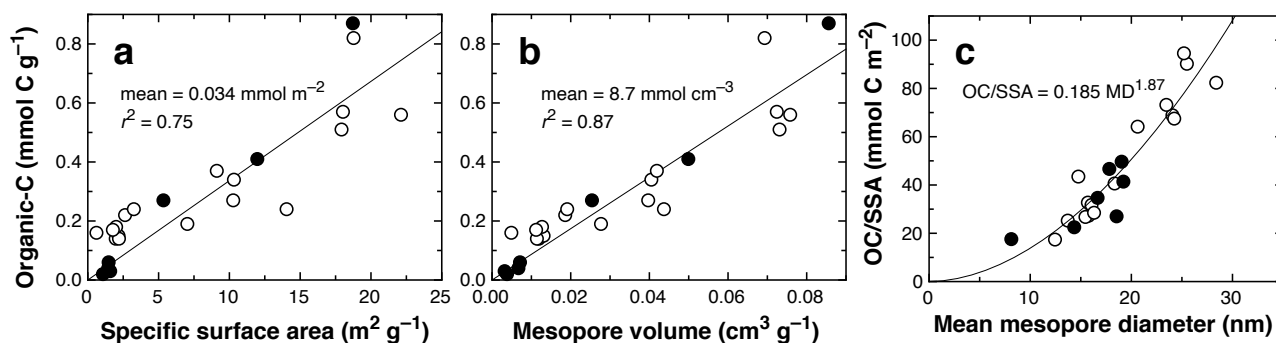 a
mean = 0.034 mmol m⁻²
r² = 0.75
Organic-C (mmol C g⁻¹)
0.0
0.2
0.4
0.6
0.8
0
5
10
15
20
25
Specific surface area (m² g⁻¹)
b
mean = 8.7 mmol cm⁻³
r² = 0.87
0.0
0.2
0.4
0.6
0.8
0.00
0.02
0.04
0.06
0.08
Mesopore volume (cm³ g⁻¹)
c
OC/SSA = 0.185 MD¹·⁸⁷
OC/SSA (mmol C m⁻²)
0
20
40
60
80
100
0
10
20
30
Mean mesopore diameter (nm)